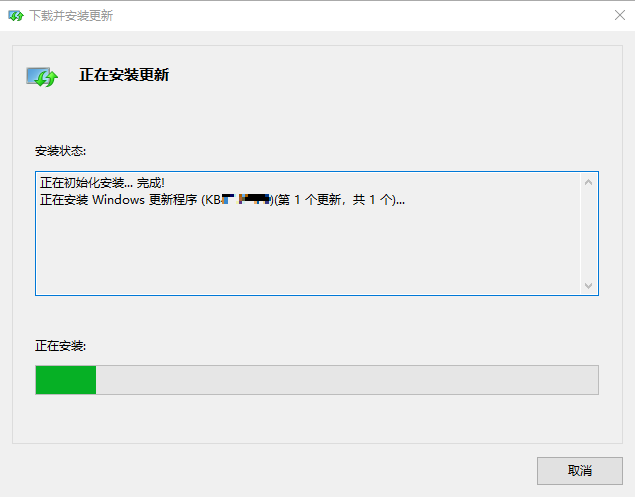 下载并安装更新
正在安装更新
安装状态:
正在初始化安装... 完成!
正在安装 Windows 更新程序 (KB )(第 1 个更新，共 1 个)...
正在安装:
取消